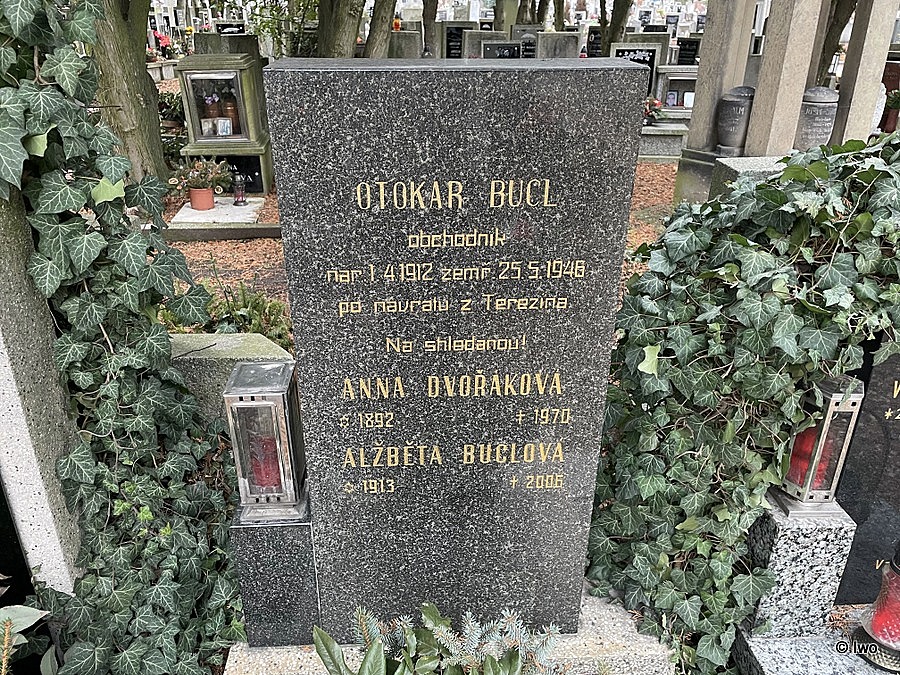 OTOKAR BUCL
obchodník
nar. 1.4.1912 zemř. 25.5.1946
po návratu z Terezína
Na shledanou!
ANNA DVOŘÁKOVÁ
☆ 1892 † 1970
ALŽBĚTA BUCLOVÁ
☆ 1913 † 2006
© Iwo